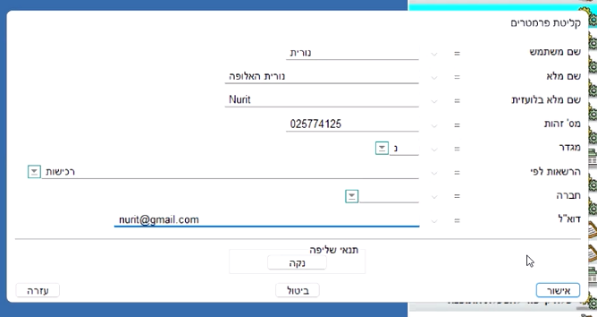 קליטת פרמטרים
שם משתמש = נורית
שם מלא = נורית האלופה
שם מלא בלועזית = Nurit
מס' זהות = 025774125
מגדר = נ
הרשאות לפי = רכישות
חברה =
דוא"ל = nurit@gmail.com
תנאי שליפה
נקה
אישור ביטול עזרה